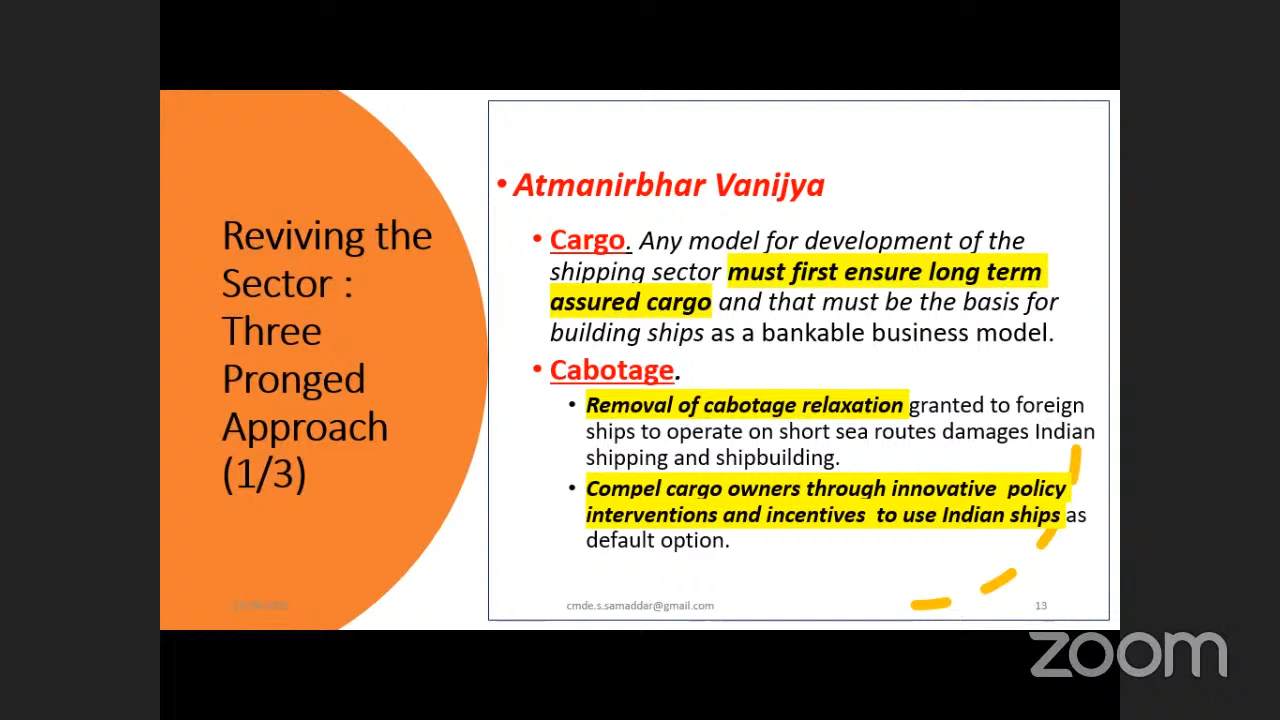 Reviving the
Sector :
Three
Pronged
Approach
(1/3)
• Atmanirbhar Vanijya
• Cargo. Any model for development of the
shipping sector must first ensure long term
assured cargo and that must be the basis for
building ships as a bankable business model.
• Cabotage.
• Removal of cabotage relaxation granted to foreign
ships to operate on short sea routes damages Indian
shipping and shipbuilding.
• Compel cargo owners through innovative policy
interventions and incentives to use Indian ships as
default option.
cmde.s.samaddar@gmail.com
13
zoom